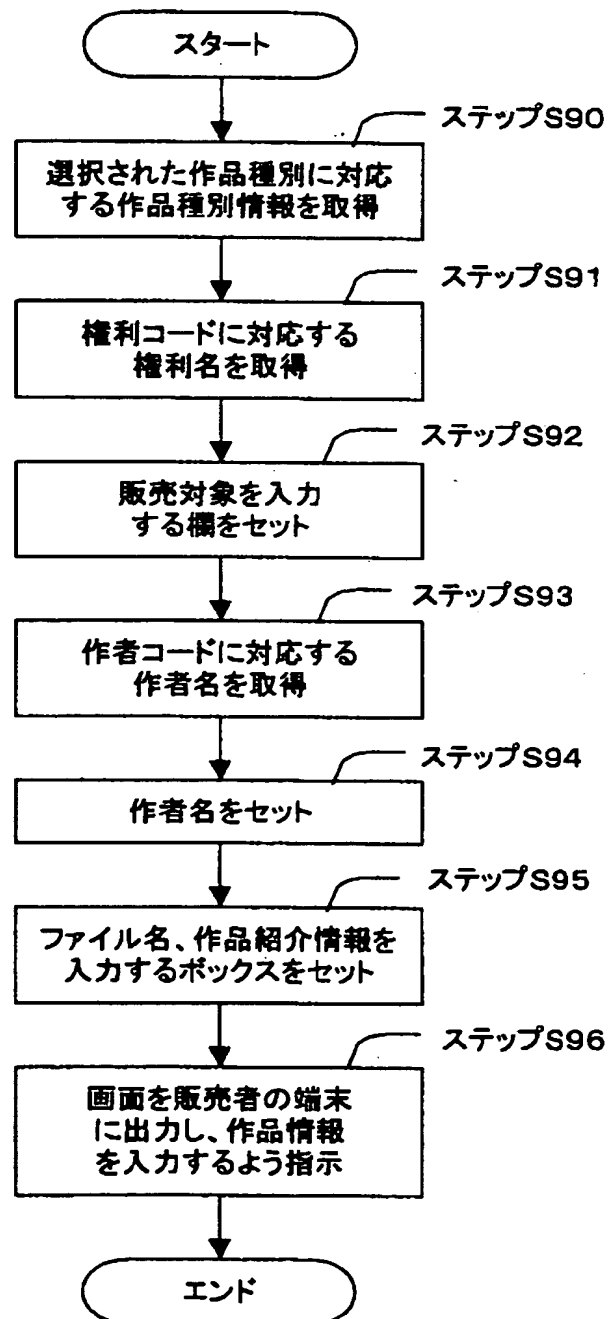 スタート
ステップS90
選択された作品種別に対応
する作品種別情報を取得
ステップS91
権利コードに対応する
権利名を取得
ステップS92
販売対象を入力
する欄をセット
ステップS93
作者コードに対応する
作者名を取得
ステップS94
作者名をセット
ステップS95
ファイル名、作品紹介情報を
入力するボックスをセット
ステップS96
画面を販売者の端末
に出力し、作品情報
を入力するよう指示
エンド